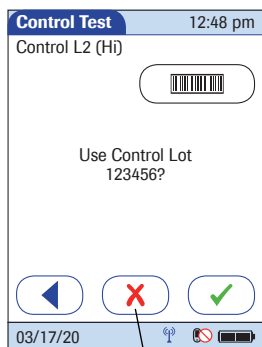 Control Test 12:48 pm
Control L2 (Hi)
Use Control Lot
123456?
03/17/20